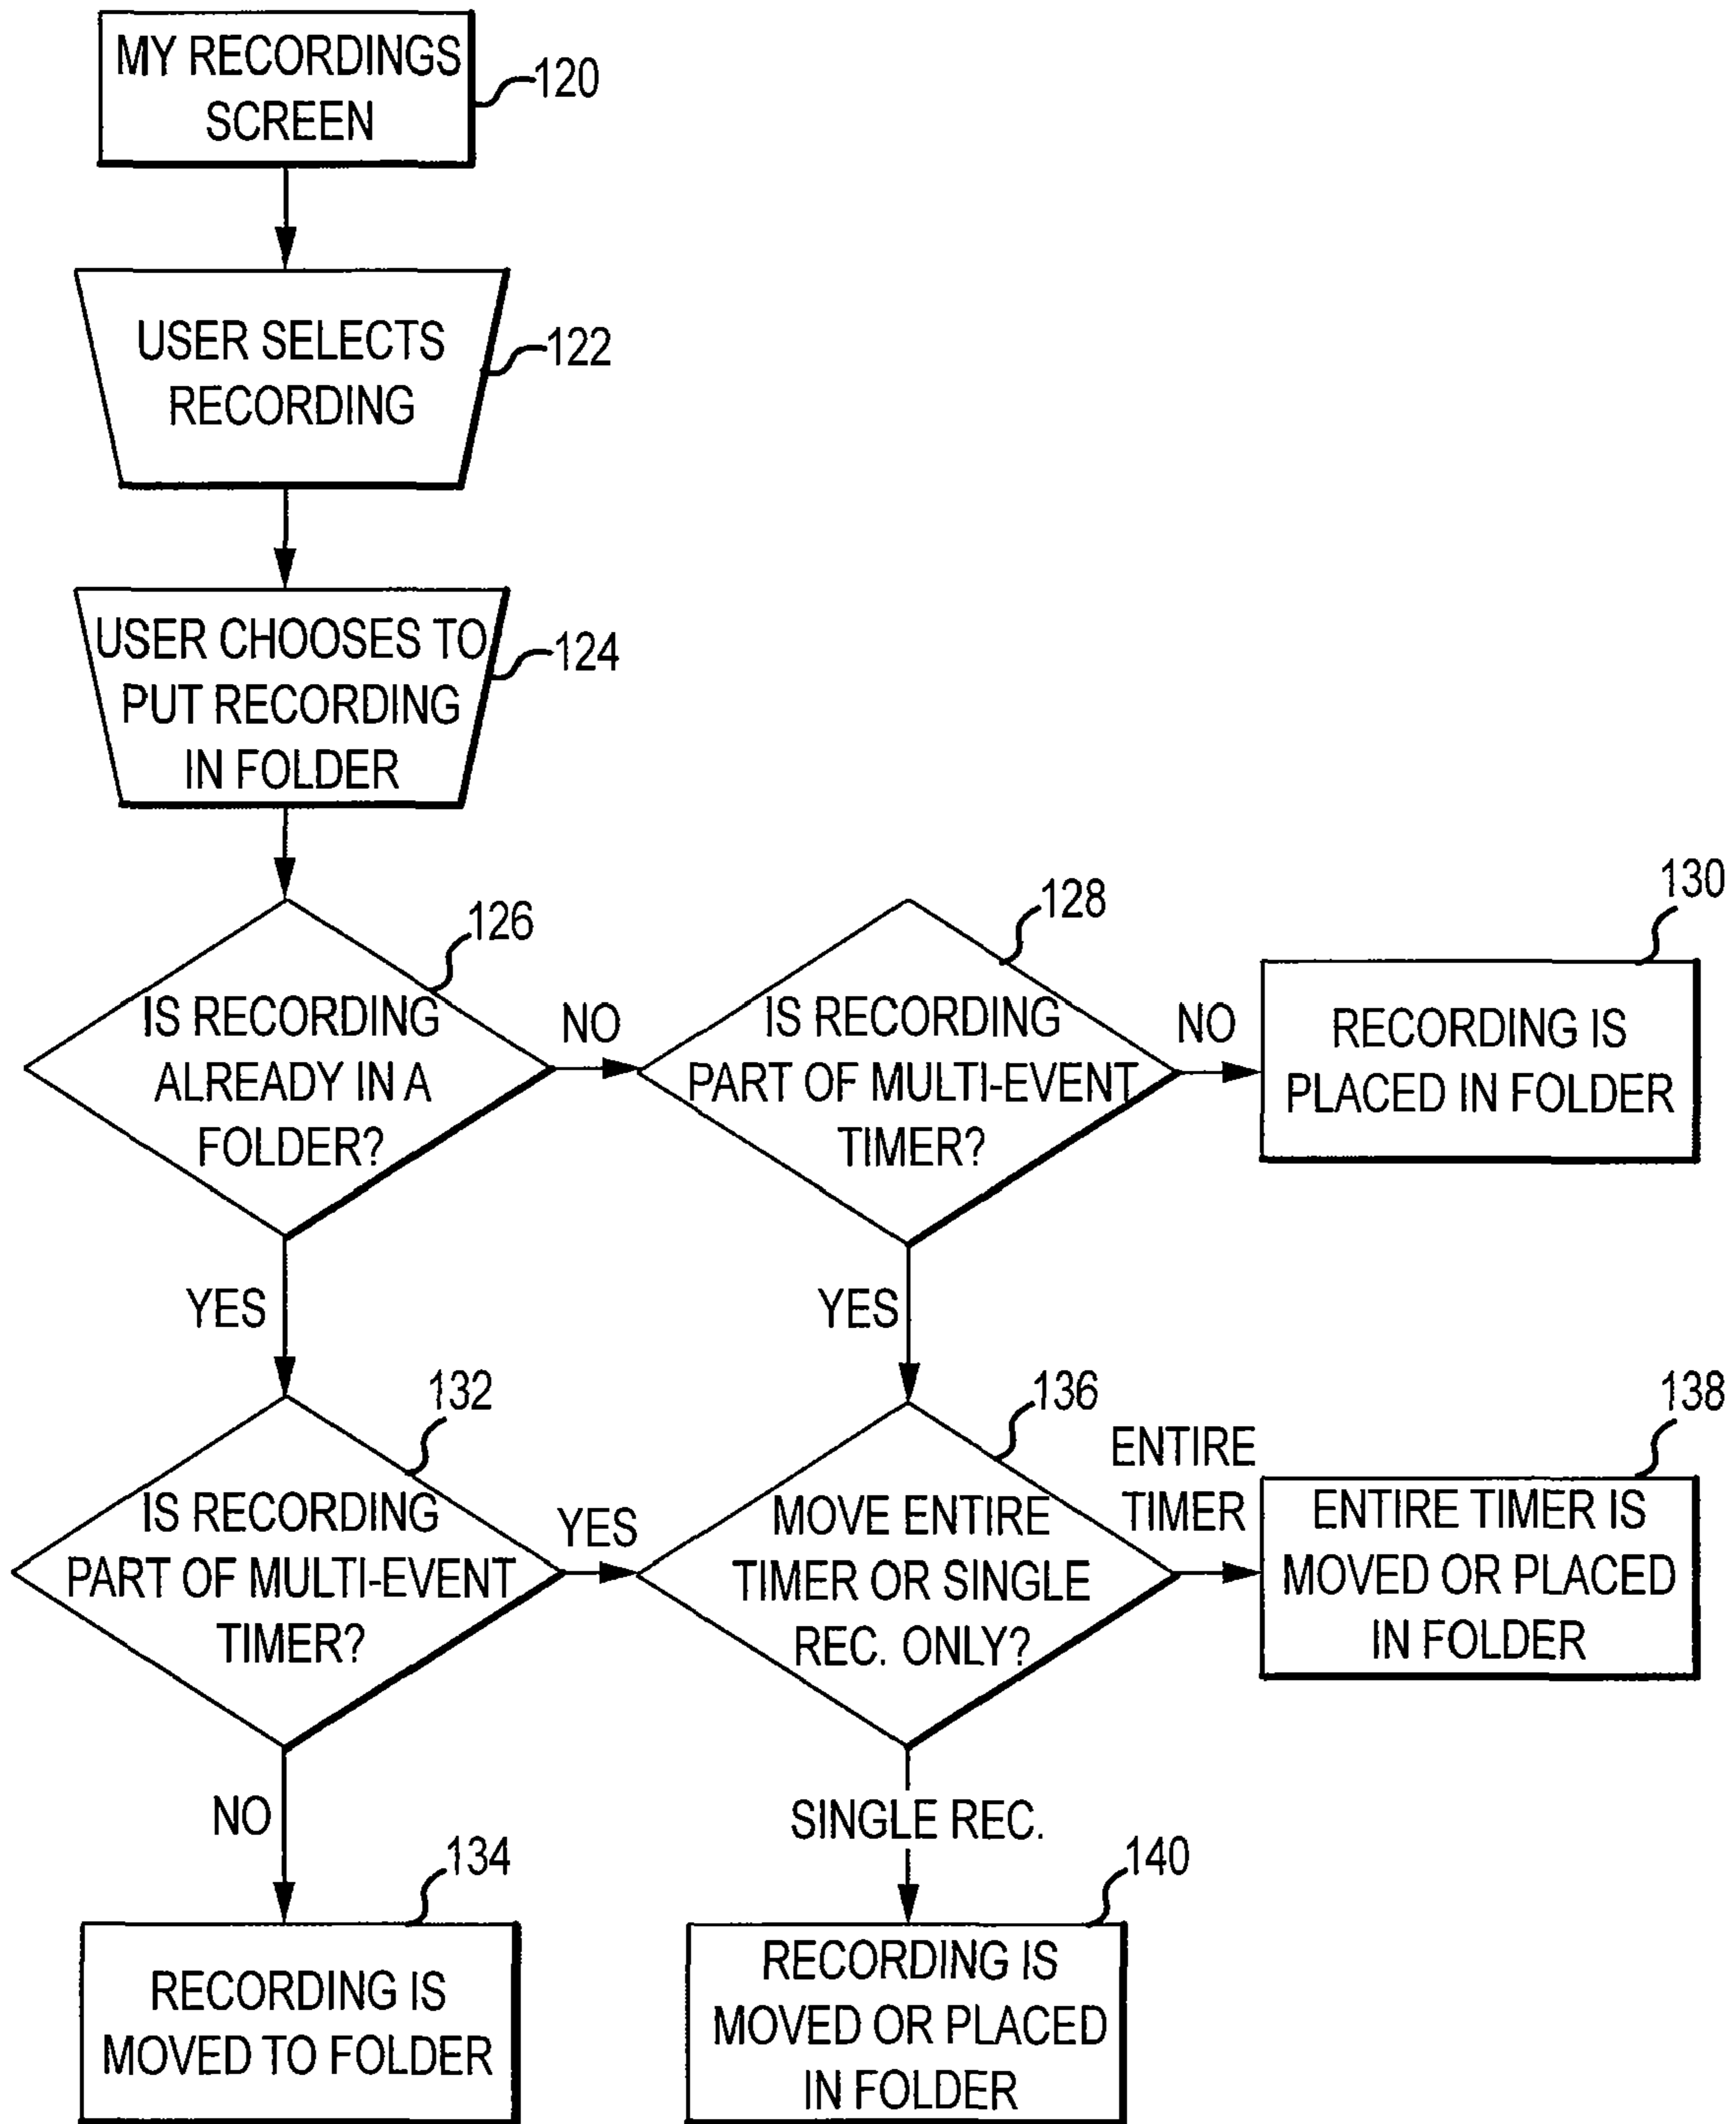 MY RECORDINGS
SCREEN
120
USER SELECTS
RECORDING
122
USER CHOOSES TO
PUT RECORDING
IN FOLDER
124
IS RECORDING
ALREADY IN A
FOLDER?
126
NO
IS RECORDING
PART OF MULTI-EVENT
TIMER?
128
NO
RECORDING IS
PLACED IN FOLDER
130
YES
YES
IS RECORDING
PART OF MULTI-EVENT
TIMER?
132
YES
MOVE ENTIRE
TIMER OR SINGLE
REC. ONLY?
136
ENTIRE
TIMER
ENTIRE TIMER IS
MOVED OR PLACED
IN FOLDER
138
NO
SINGLE REC.
RECORDING IS
MOVED TO FOLDER
134
RECORDING IS
MOVED OR PLACED
IN FOLDER
140